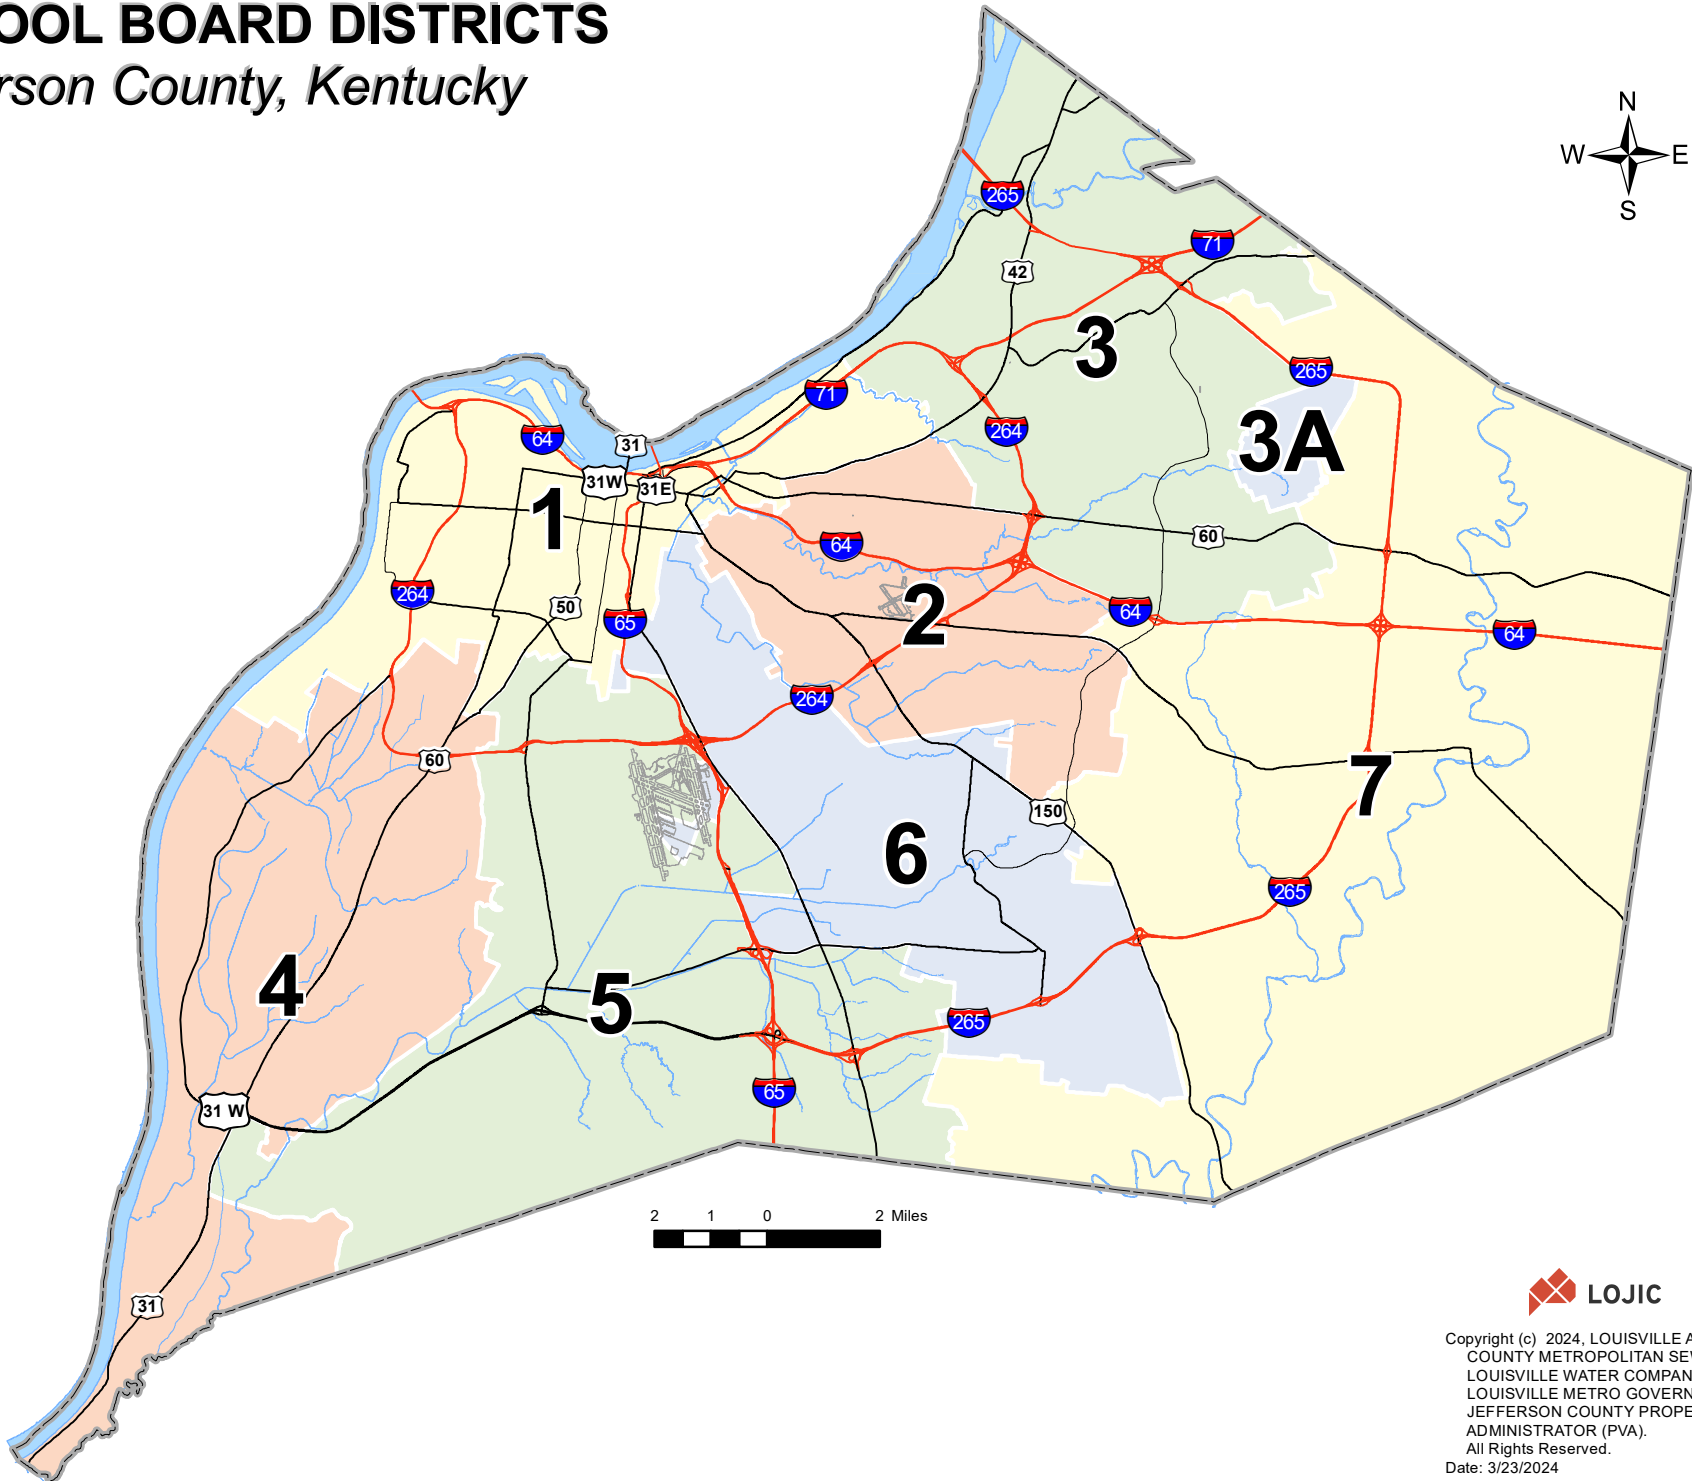 OOL BOARD DISTRICTS
rson County, Kentucky
N
W E
S
265
71
42
3
265
71
3A
264
64
31
31W
31E
1
60
64
264
50
2
65
64
64
264
60
7
150
6
265
4
5
265
65
31 W
2 1 0 2 Miles
31
LOJIC
Copyright (c) 2024, LOUISVILLE A
COUNTY METROPOLITAN SE
LOUISVILLE WATER COMPAN
LOUISVILLE METRO GOVERN
JEFFERSON COUNTY PROPE
ADMINISTRATOR (PVA).
All Rights Reserved.
Date: 3/23/2024